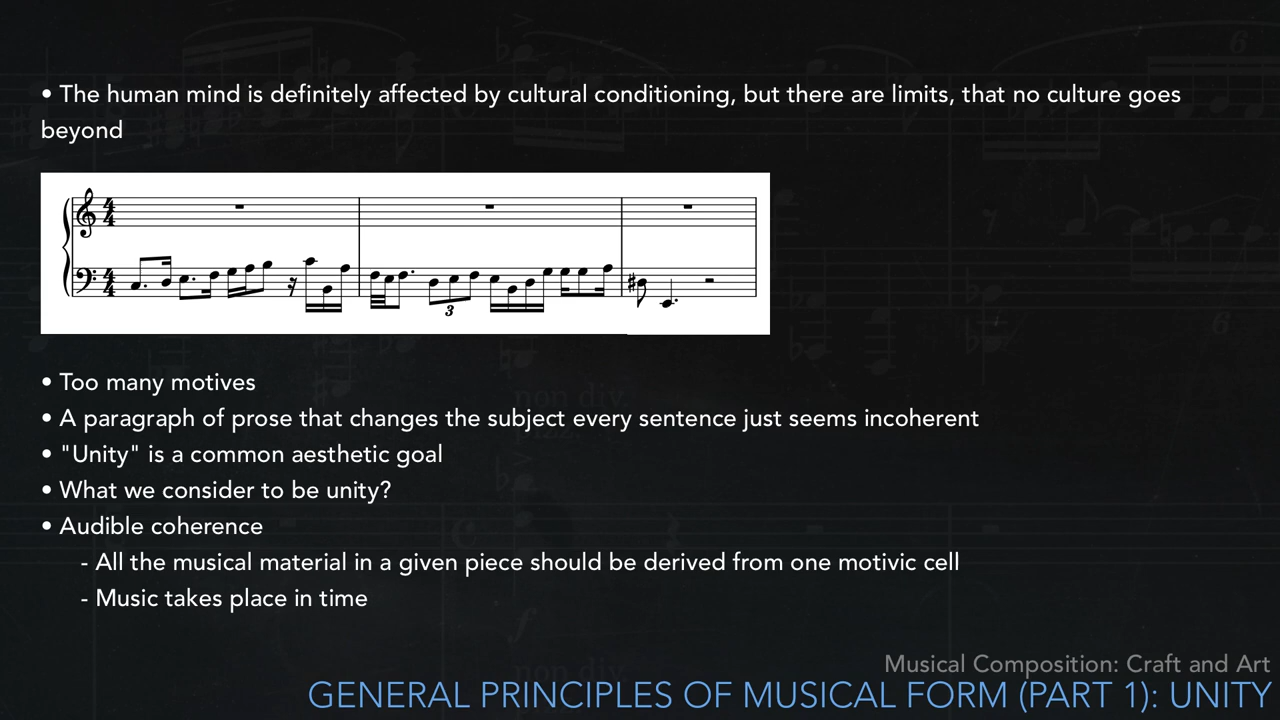 • The human mind is definitely affected by cultural conditioning, but there are limits, that no culture goes
beyond
3
• Too many motives
• A paragraph of prose that changes the subject every sentence just seems incoherent
• "Unity" is a common aesthetic goal
• What we consider to be unity?
• Audible coherence
- All the musical material in a given piece should be derived from one motivic cell
- Music takes place in time
Musical Composition: Craft and Art
GENERAL PRINCIPLES OF MUSICAL FORM (PART 1): UNITY